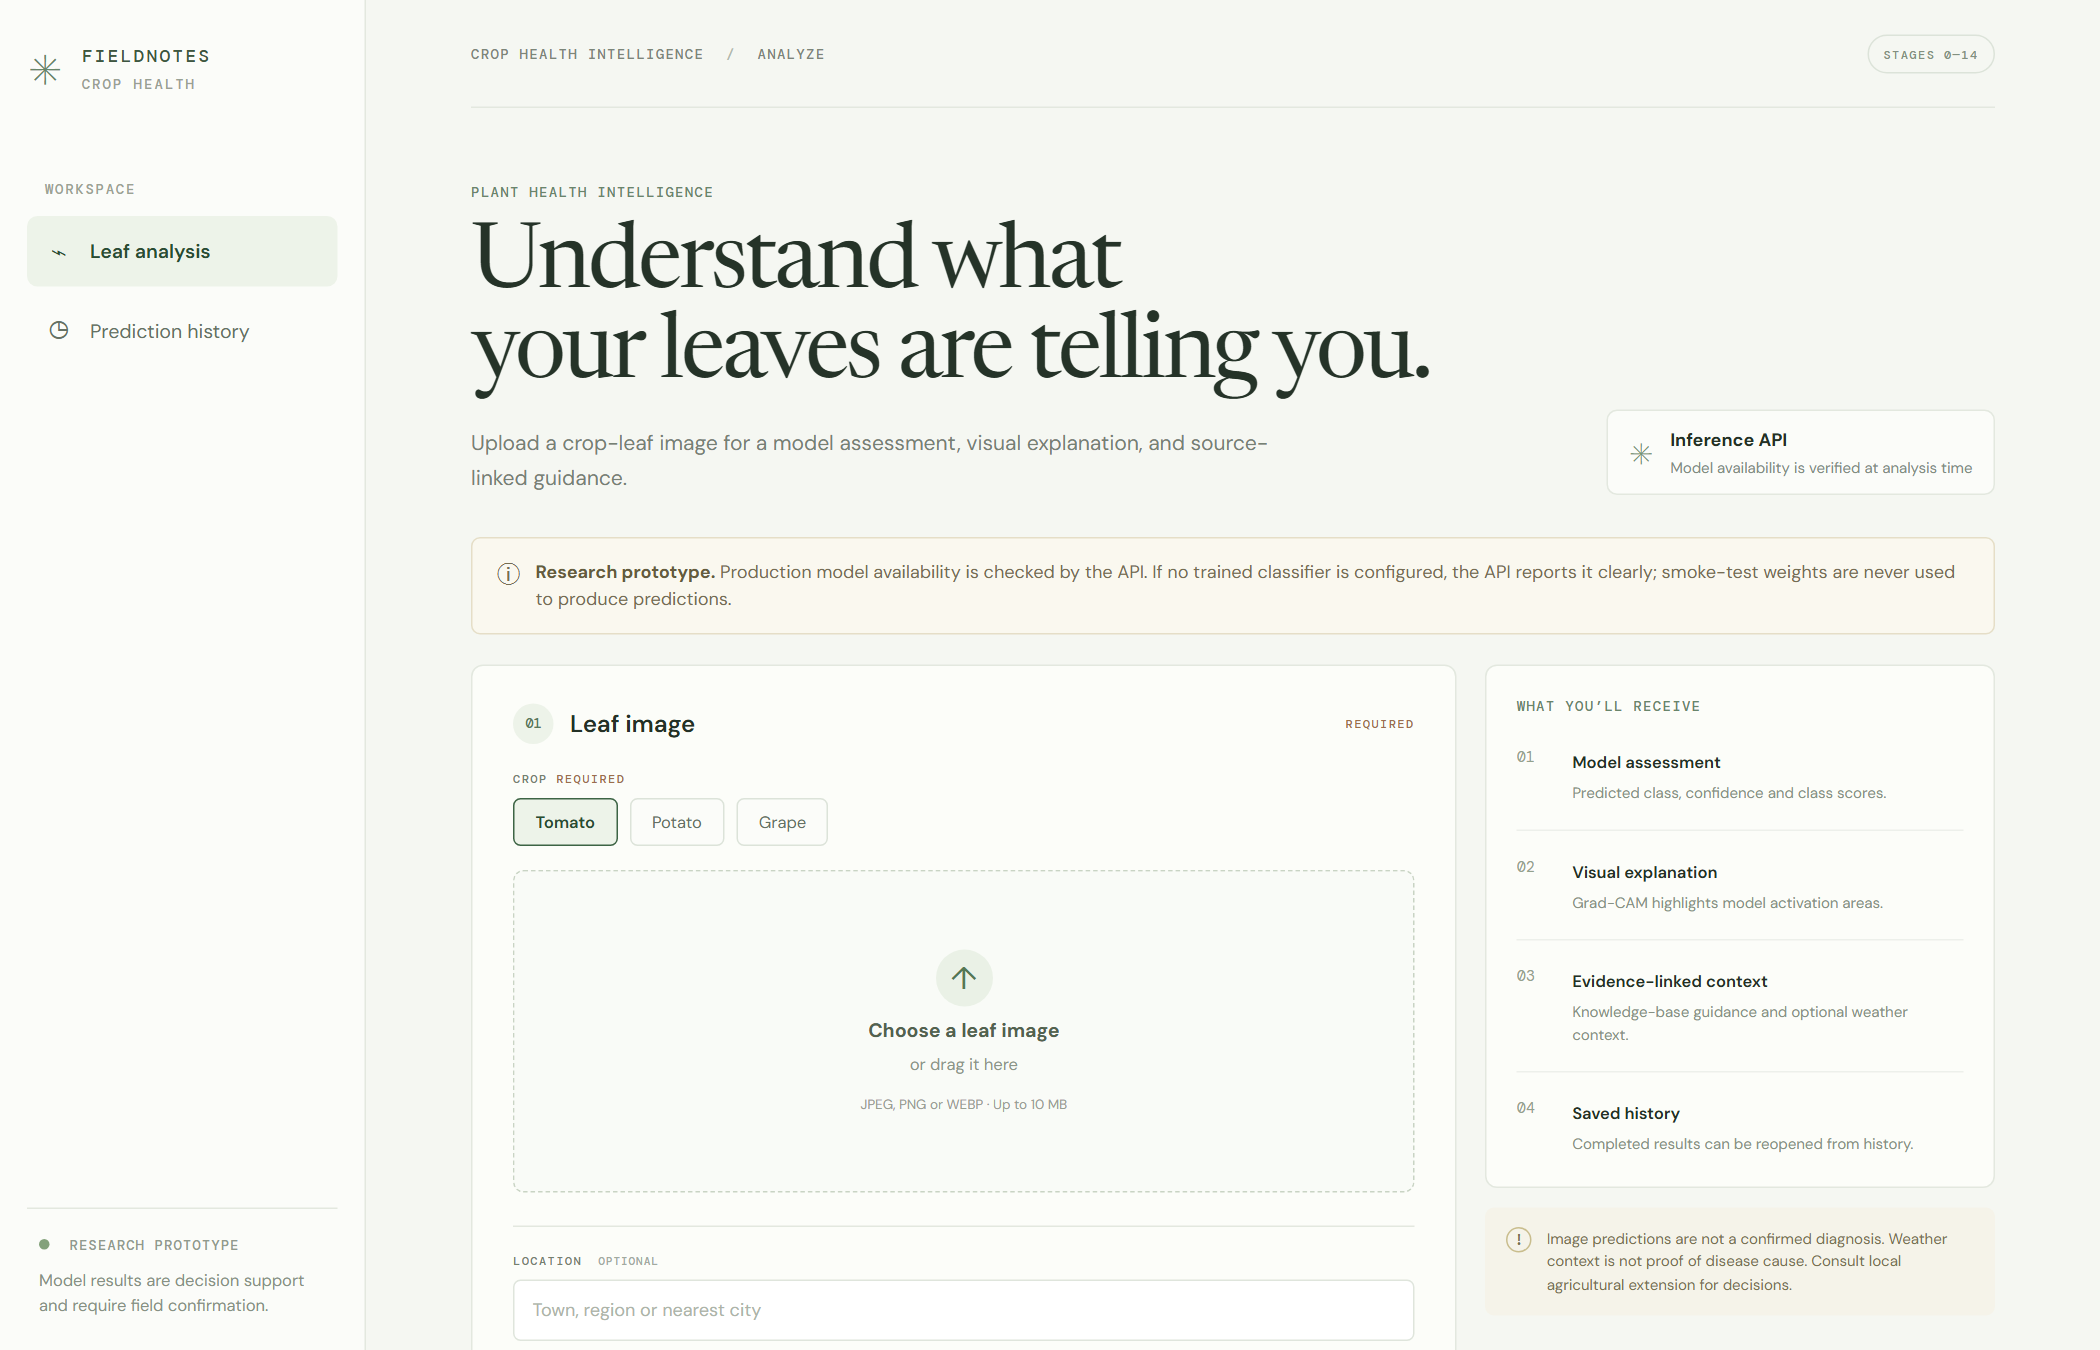 FIELDNOTES
CROP HEALTH
WORKSPACE
Leaf analysis
Prediction history
RESEARCH PROTOTYPE
Model results are decision support
and require field confirmation.
CROP HEALTH INTELLIGENCE / ANALYZE
STAGES 0–14
PLANT HEALTH INTELLIGENCE
Understand what
your leaves are telling you.
Upload a crop-leaf image for a model assessment, visual explanation, and source-
linked guidance.
Inference API
Model availability is verified at analysis time
Research prototype. Production model availability is checked by the API. If no trained classifier is configured, the API reports it clearly; smoke-test weights are never used
to produce predictions.
01 Leaf image
REQUIRED
CROP REQUIRED
Tomato Potato Grape
Choose a leaf image
or drag it here
JPEG, PNG or WEBP · Up to 10 MB
LOCATION OPTIONAL
Town, region or nearest city
WHAT YOU’LL RECEIVE
01 Model assessment
Predicted class, confidence and class scores.
02 Visual explanation
Grad-CAM highlights model activation areas.
03 Evidence-linked context
Knowledge-base guidance and optional weather
context.
04 Saved history
Completed results can be reopened from history.
Image predictions are not a confirmed diagnosis. Weather
context is not proof of disease cause. Consult local
agricultural extension for decisions.